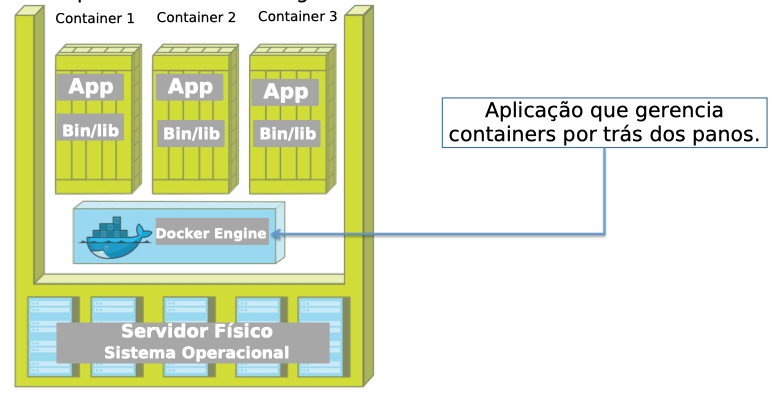 Container 1
Container 2
Container 3
App
App
App
Bin/lib
Bin/lib
Bin/lib
Aplicação que gerencia
containers por trás dos panos.
Docker Engine
Servidor Físico
Sistema Operacional